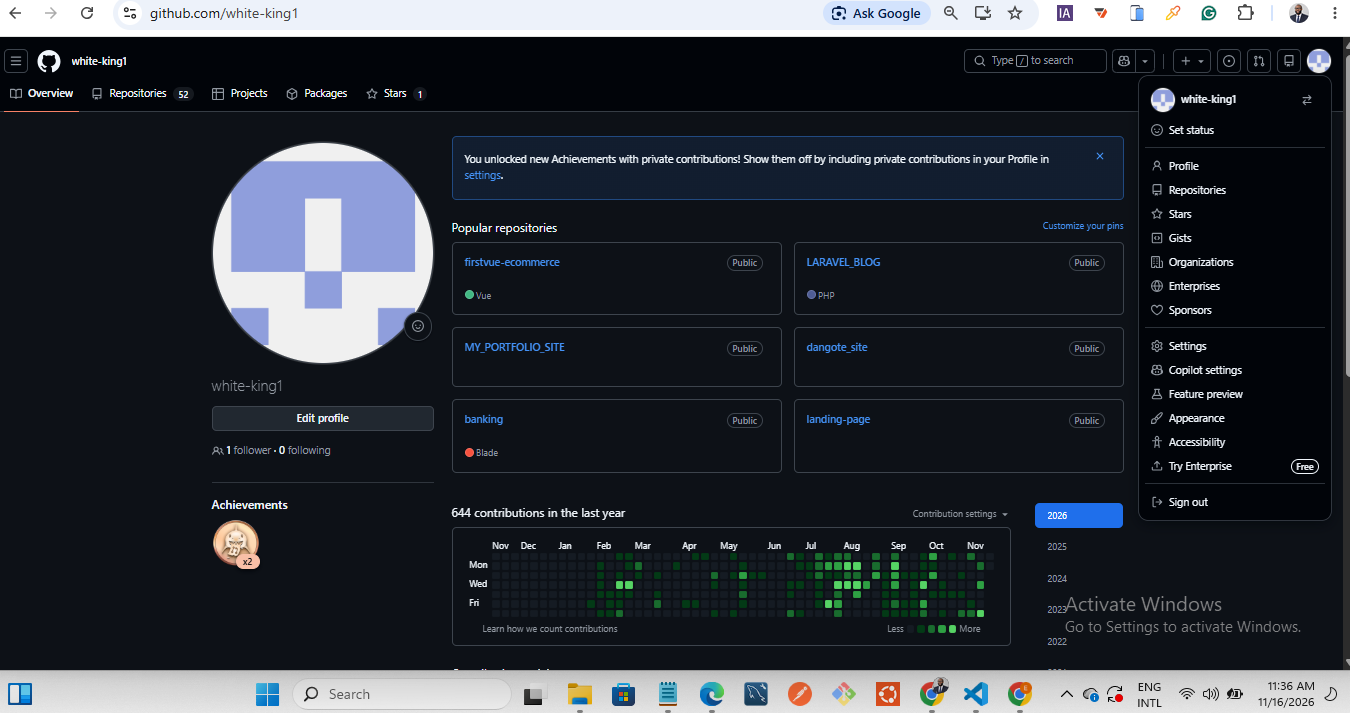 github.com/white-king1
Ask Google
IA
white-king1
Type / to search
Overview
Repositories 52
Projects
Packages
Stars 1
white-king1
Set status
Profile
Repositories
Stars
Gists
Organizations
Enterprises
Sponsors
Settings
Copilot settings
Feature preview
Appearance
Accessibility
Try Enterprise Free
Sign out
white-king1
Edit profile
1 follower · 0 following
Achievements
x2
You unlocked new Achievements with private contributions! Show them off by including private contributions in your Profile in
settings.
Popular repositories
Customize your pins
firstvue-ecommerce Public
Vue
LARAVEL_BLOG Public
PHP
MY_PORTFOLIO_SITE Public
dangote_site Public
banking Public
Blade
landing-page Public
644 contributions in the last year
Contribution settings
Nov Dec Jan Feb Mar Apr May Jun Jul Aug Sep Oct Nov
Mon
Wed
Fri
Learn how we count contributions
Less More
2026
2025
2024
2023
2022
Activate Windows
Go to Settings to activate Windows.
Search
ENG
INTL
11:36 AM
11/16/2026